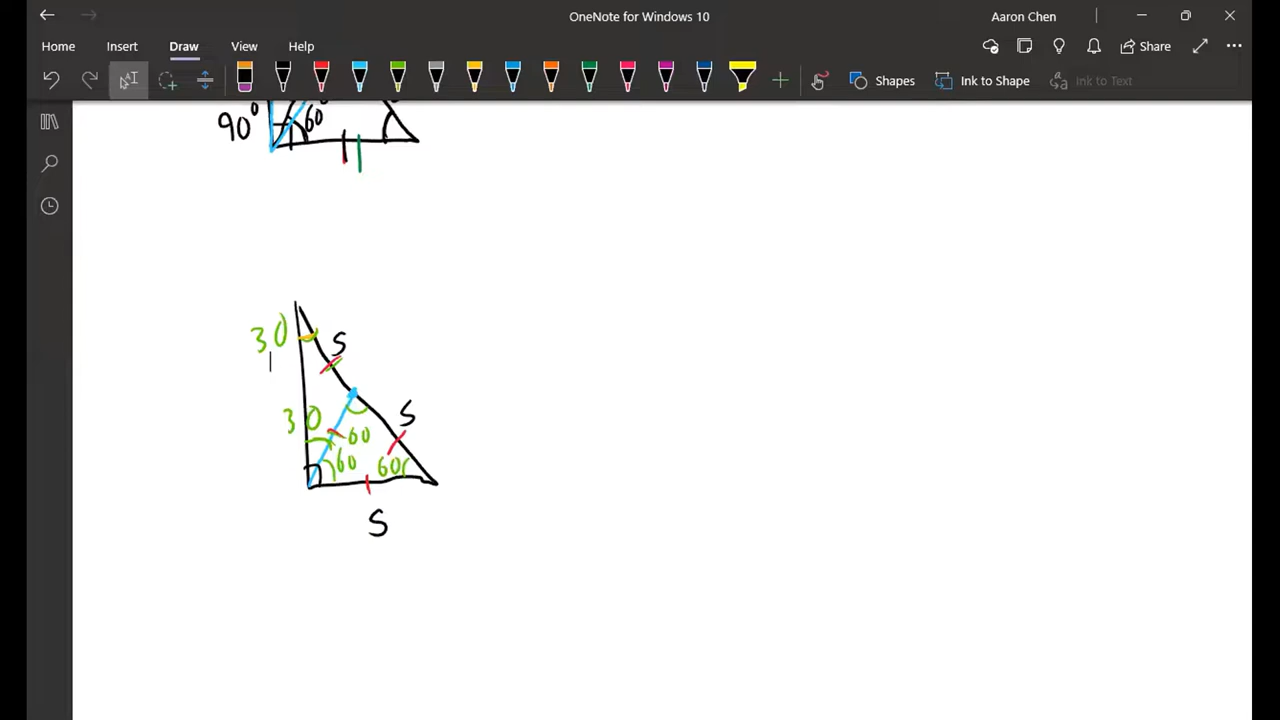 OneNote for Windows 10
Aaron Chen
Home Insert Draw View Help
Share
Shapes
Ink to Shape
Ink to Text
90° 60°
30
S
30
60
S
60
60
S